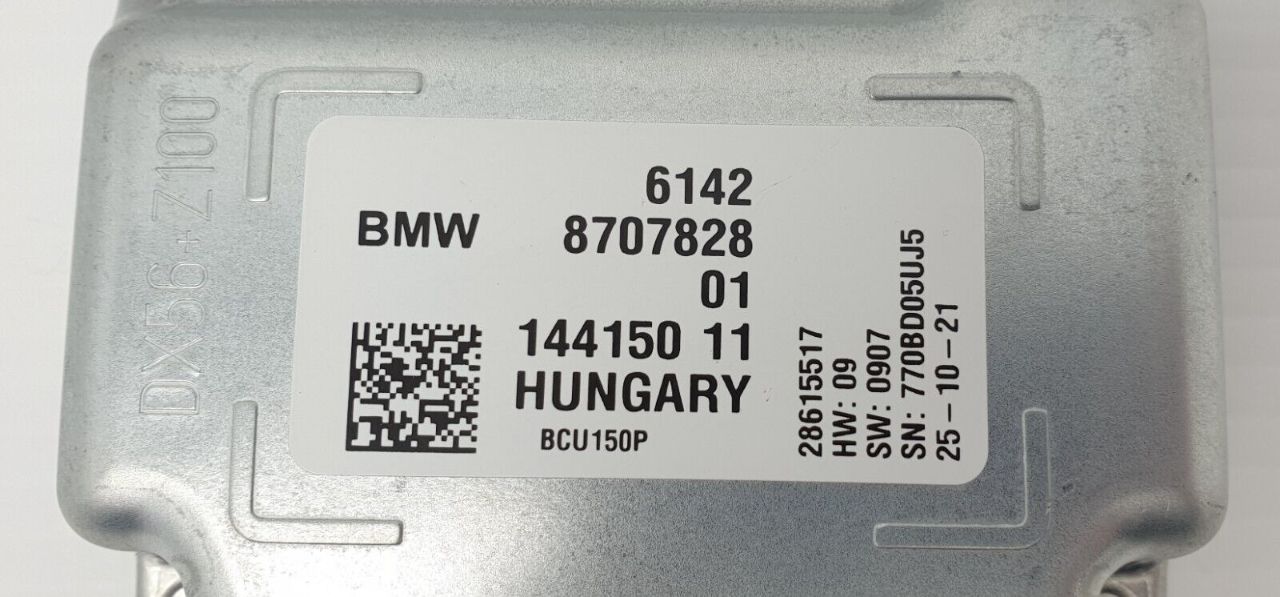 6142
BMW 8707828
01
144150 11
HUNGARY
BCU150P
28615517
HW: 09
SW: 0907
SN: 770BD05UJ5
25-10-21
DX56+Z100